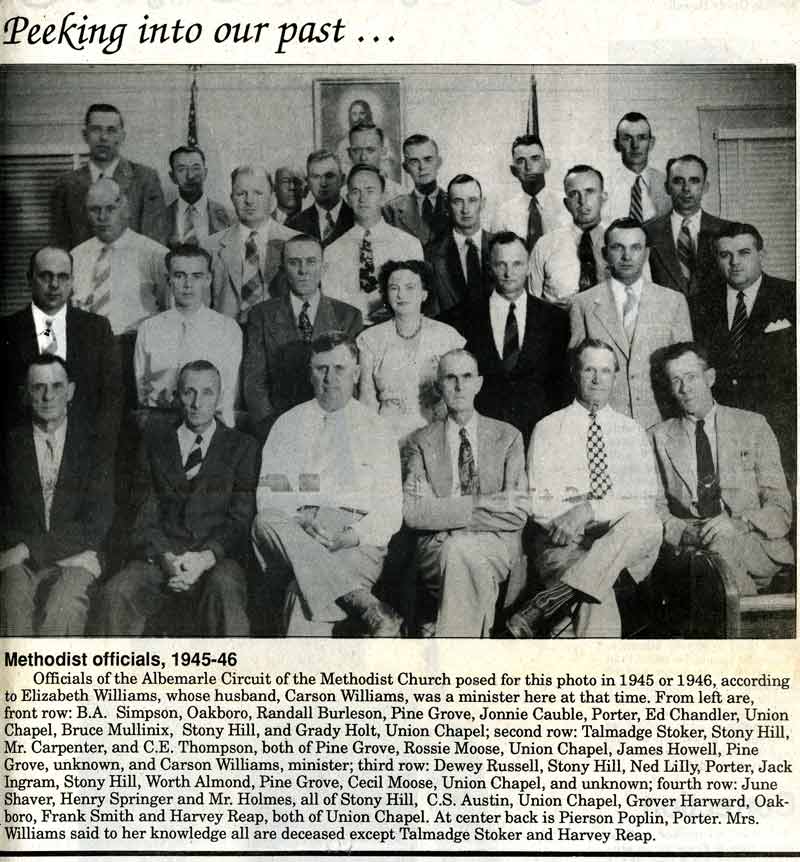 Peeking into our past ...
Methodist officials, 1945-46
Officials of the Albemarle Circuit of the Methodist Church posed for this photo in 1945 or 1946, according
to Elizabeth Williams, whose husband, Carson Williams, was a minister here at that time. From left are,
front row: B.A. Simpson, Oakboro, Randall Burleson, Pine Grove, Jonnie Cauble, Porter, Ed Chandler, Union
Chapel, Bruce Mullinix, Stony Hill, and Grady Holt, Union Chapel; second row: Talmadge Stoker, Stony Hill,
Mr. Carpenter, and C.E. Thompson, both of Pine Grove, Rossie Moose, Union Chapel, James Howell, Pine
Grove, unknown, and Carson Williams, minister; third row: Dewey Russell, Stony Hill, Ned LiIly, Porter, Jack
Ingram, Stony Hill, Worth Almond, Pine Grove, Cecil Moose, Union Chapel, and unknown; fourth row: June
Shaver, Henry Springer and Mr. Holmes, all of Stony Hill, C.S. Austin, Union Chapel, Grover Harward, Oak-
boro, Frank Smith and Harvey Reap, both of Union Chapel. At center back is Pierson Poplin, Porter. Mrs.
Williams said to her knowledge all are deceased except Talmadge Stoker and Harvey Reap.